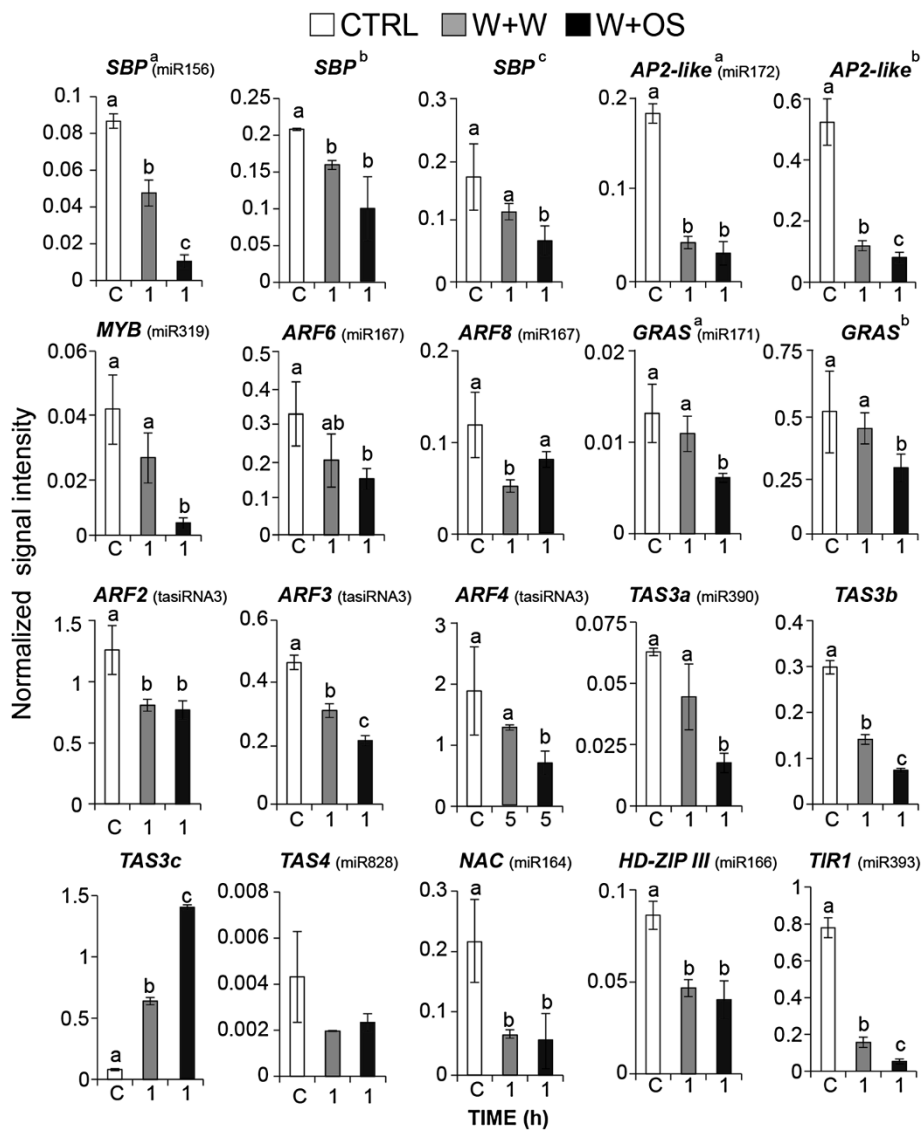 CTRL W+W W+OS
SBP a (miR156) SBP b SBP c AP2-like a (miR172) AP2-like b
0.1 0.08 0.06 0.04 0.02 0 a b c C 1 1
0.25 0.2 0.15 0.1 0.05 0 a b b C 1 1
0.3 0.2 0.1 0 a a b C 1 1
0.2 0.1 0 a b b C 1 1
0.6 0.4 0.2 0 a b c C 1 1
MYB (miR319) ARF6 (miR167) ARF8 (miR167) GRAS a (miR171) GRAS b
0.06 0.04 0.02 0 a a b C 1 1
0.5 0.4 0.3 0.2 0.1 0 a ab b C 1 1
0.2 0.1 0 a b a C 1 1
0.02 0.01 0 a a b C 1 1
0.75 0.5 0.25 0 a a b C 1 1
Normalized signal intensity
ARF2 (tasiRNA3) ARF3 (tasiRNA3) ARF4 (tasiRNA3) TAS3a (miR390) TAS3b
1.5 1 0.5 0 a b b C 1 1
0.6 0.4 0.2 0 a b c C 1 1
4 3 2 1 0 a a b C 5 5
0.075 0.05 0.025 0 a a b C 1 1
0.4 0.3 0.2 0.1 0 a b c C 1 1
TAS3c TAS4 (miR828) NAC (miR164) HD-ZIP III (miR166) TIR1 (miR393)
1.5 1 0.5 0 a b c C 1 1
0.008 0.006 0.004 0.002 0 C 1 1
0.3 0.2 0.1 0 a b b C 1 1
0.1 0.05 0 a b b C 1 1
1 0.8 0.6 0.4 0.2 0 a b c C 1 1
TIME (h)